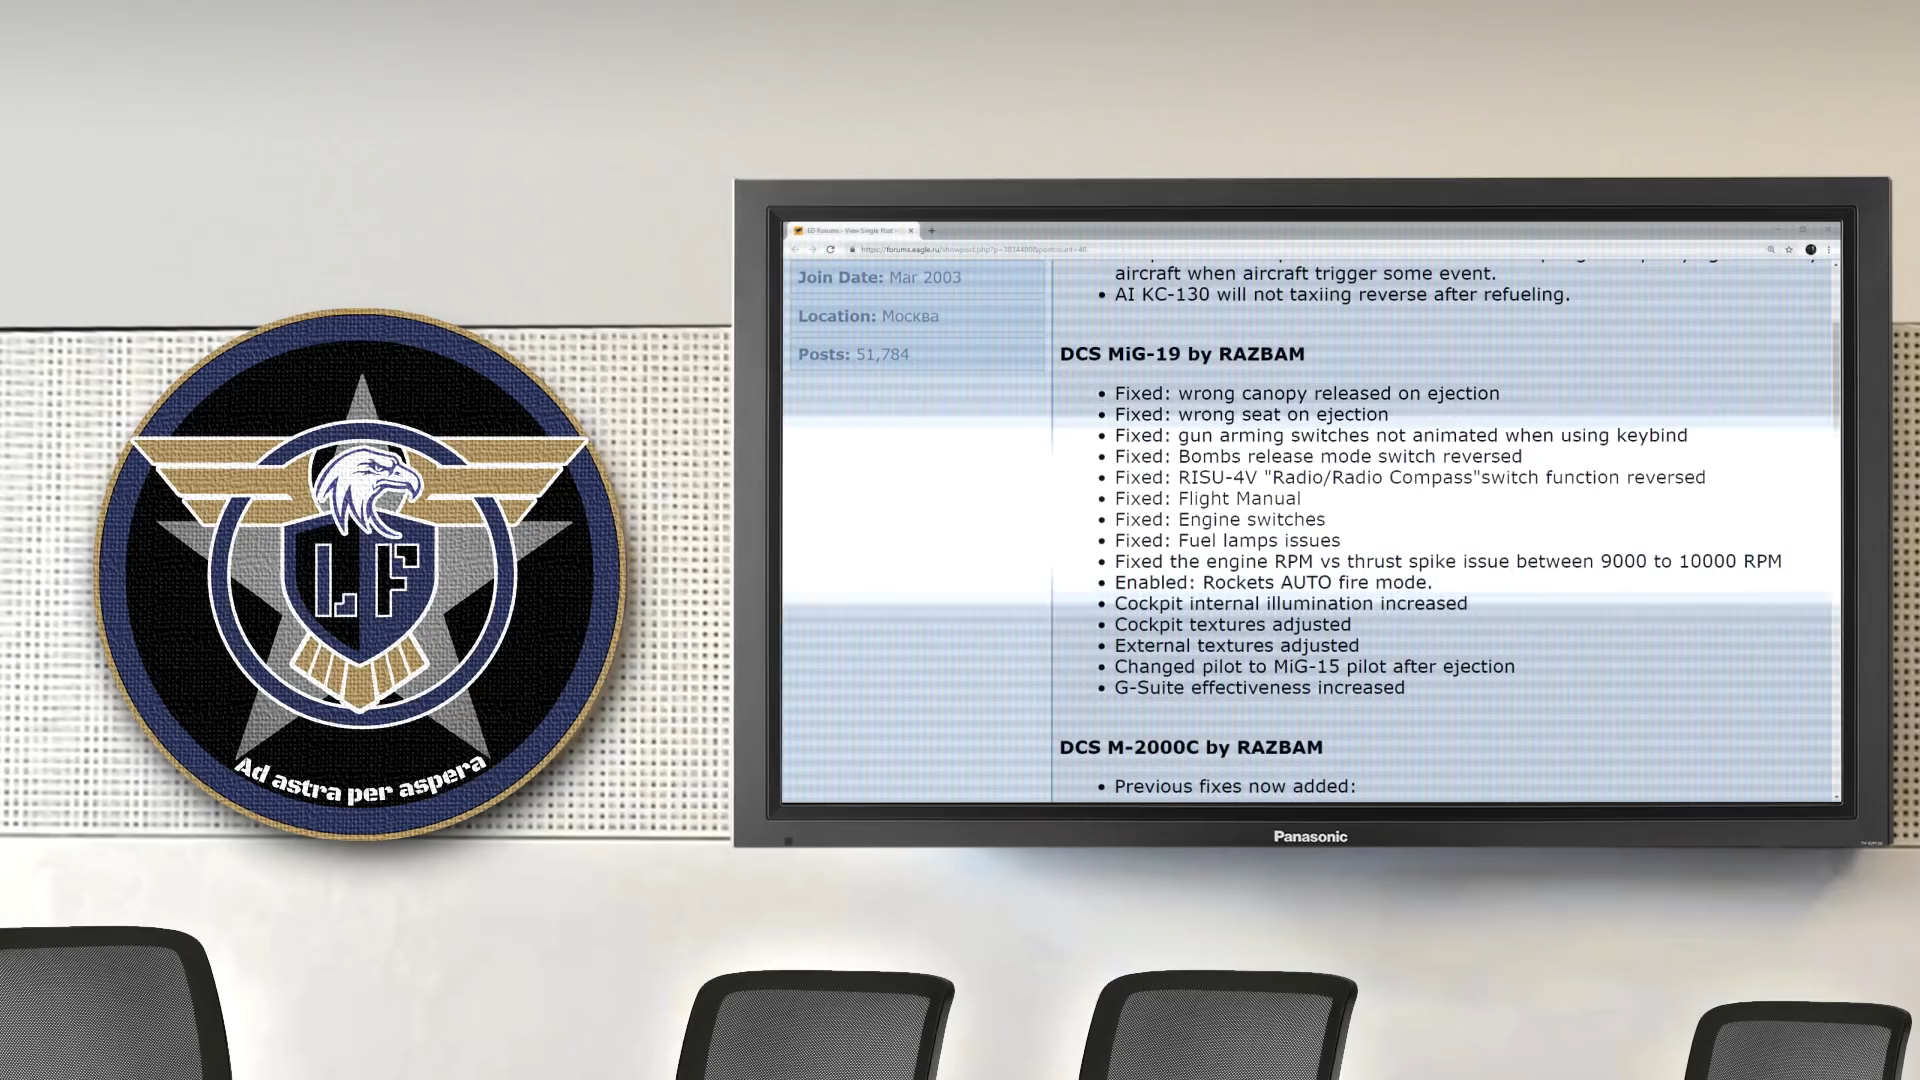 LF
Ad astra per aspera
ED Forums - View Single Post
Join Date: Mar 2003
Location: Москва
Posts: 51,784
aircraft when aircraft trigger some event.
• AI KC-130 will not taxiing reverse after refueling.
DCS MiG-19 by RAZBAM
• Fixed: wrong canopy released on ejection
• Fixed: wrong seat on ejection
• Fixed: gun arming switches not animated when using keybind
• Fixed: Bombs release mode switch reversed
• Fixed: RISU-4V "Radio/Radio Compass"switch function reversed
• Fixed: Flight Manual
• Fixed: Engine switches
• Fixed: Fuel lamps issues
• Fixed the engine RPM vs thrust spike issue between 9000 to 10000 RPM
• Enabled: Rockets AUTO fire mode.
• Cockpit internal illumination increased
• Cockpit textures adjusted
• External textures adjusted
• Changed pilot to MiG-15 pilot after ejection
• G-Suite effectiveness increased
DCS M-2000C by RAZBAM
• Previous fixes now added:
Panasonic